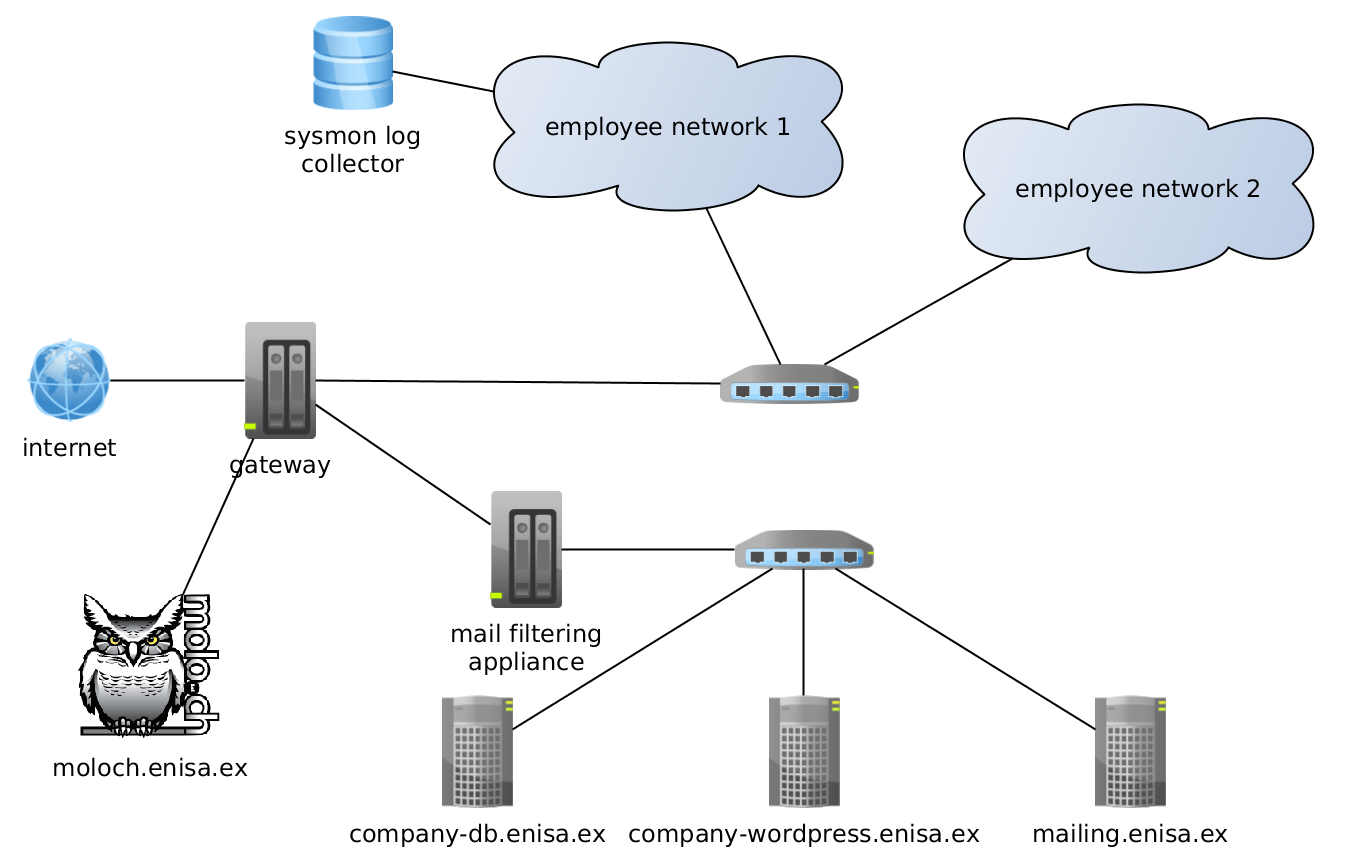 sysmon log
collector
employee network 1
employee network 2
internet
gateway
mail filtering
appliance
moloch
moloch.enisa.ex
company-db.enisa.ex
company-wordpress.enisa.ex
mailing.enisa.ex